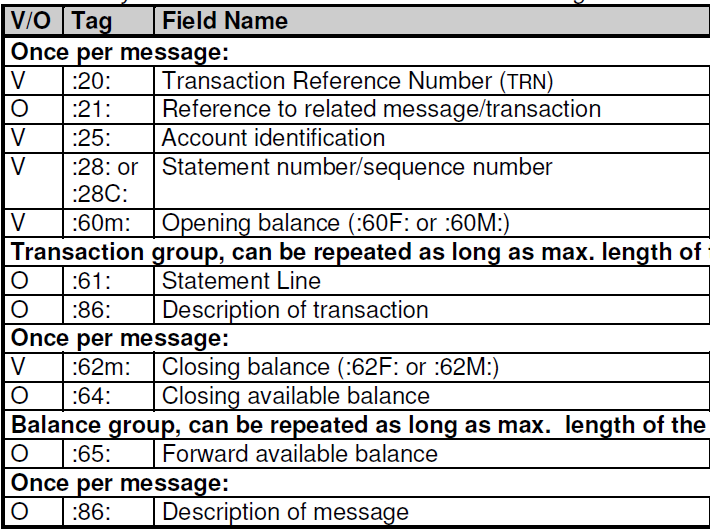 V/O Tag Field Name
Once per message:
V :20: Transaction Reference Number (TRN)
O :21: Reference to related message/transaction
V :25: Account identification
V :28: or Statement number/sequence number
:28C:
V :60m: Opening balance (:60F: or :60M:)
Transaction group, can be repeated as long as max. length of
O :61: Statement Line
O :86: Description of transaction
Once per message:
V :62m: Closing balance (:62F: or :62M:)
O :64: Closing available balance
Balance group, can be repeated as long as max. length of the
O :65: Forward available balance
Once per message:
O :86: Description of message